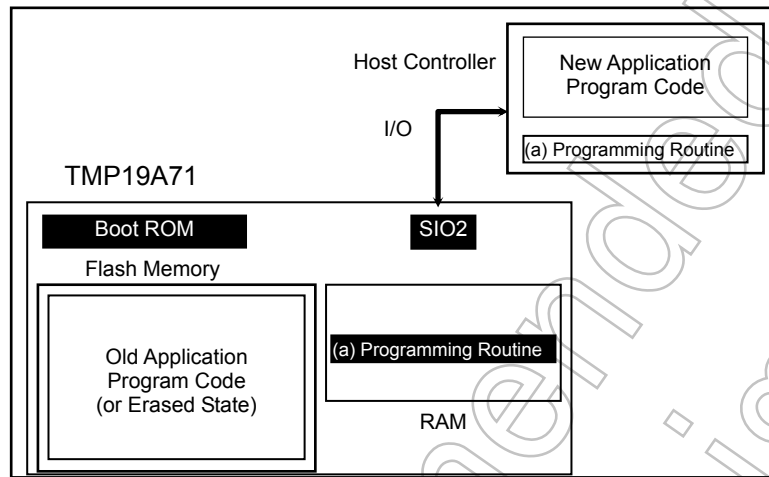 Host Controller
New Application
Program Code
I/O
(a) Programming Routine
TMP19A71
Boot ROM
SIO2
Flash Memory
Old Application
Program Code
(or Erased State)
(a) Programming Routine
RAM